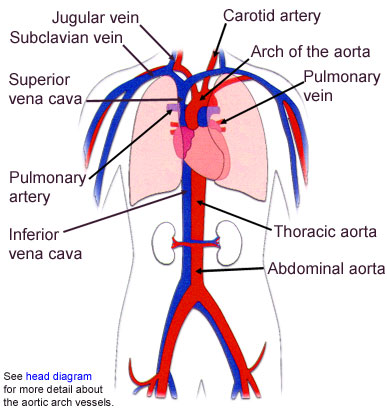 Jugular vein
Subclavian vein
Superior
vena cava
Pulmonary
artery
Inferior
vena cava
Carotid artery
Arch of the aorta
Pulmonary
vein
Thoracic aorta
Abdominal aorta
See head diagram
for more detail about
the aortic arch vessels.